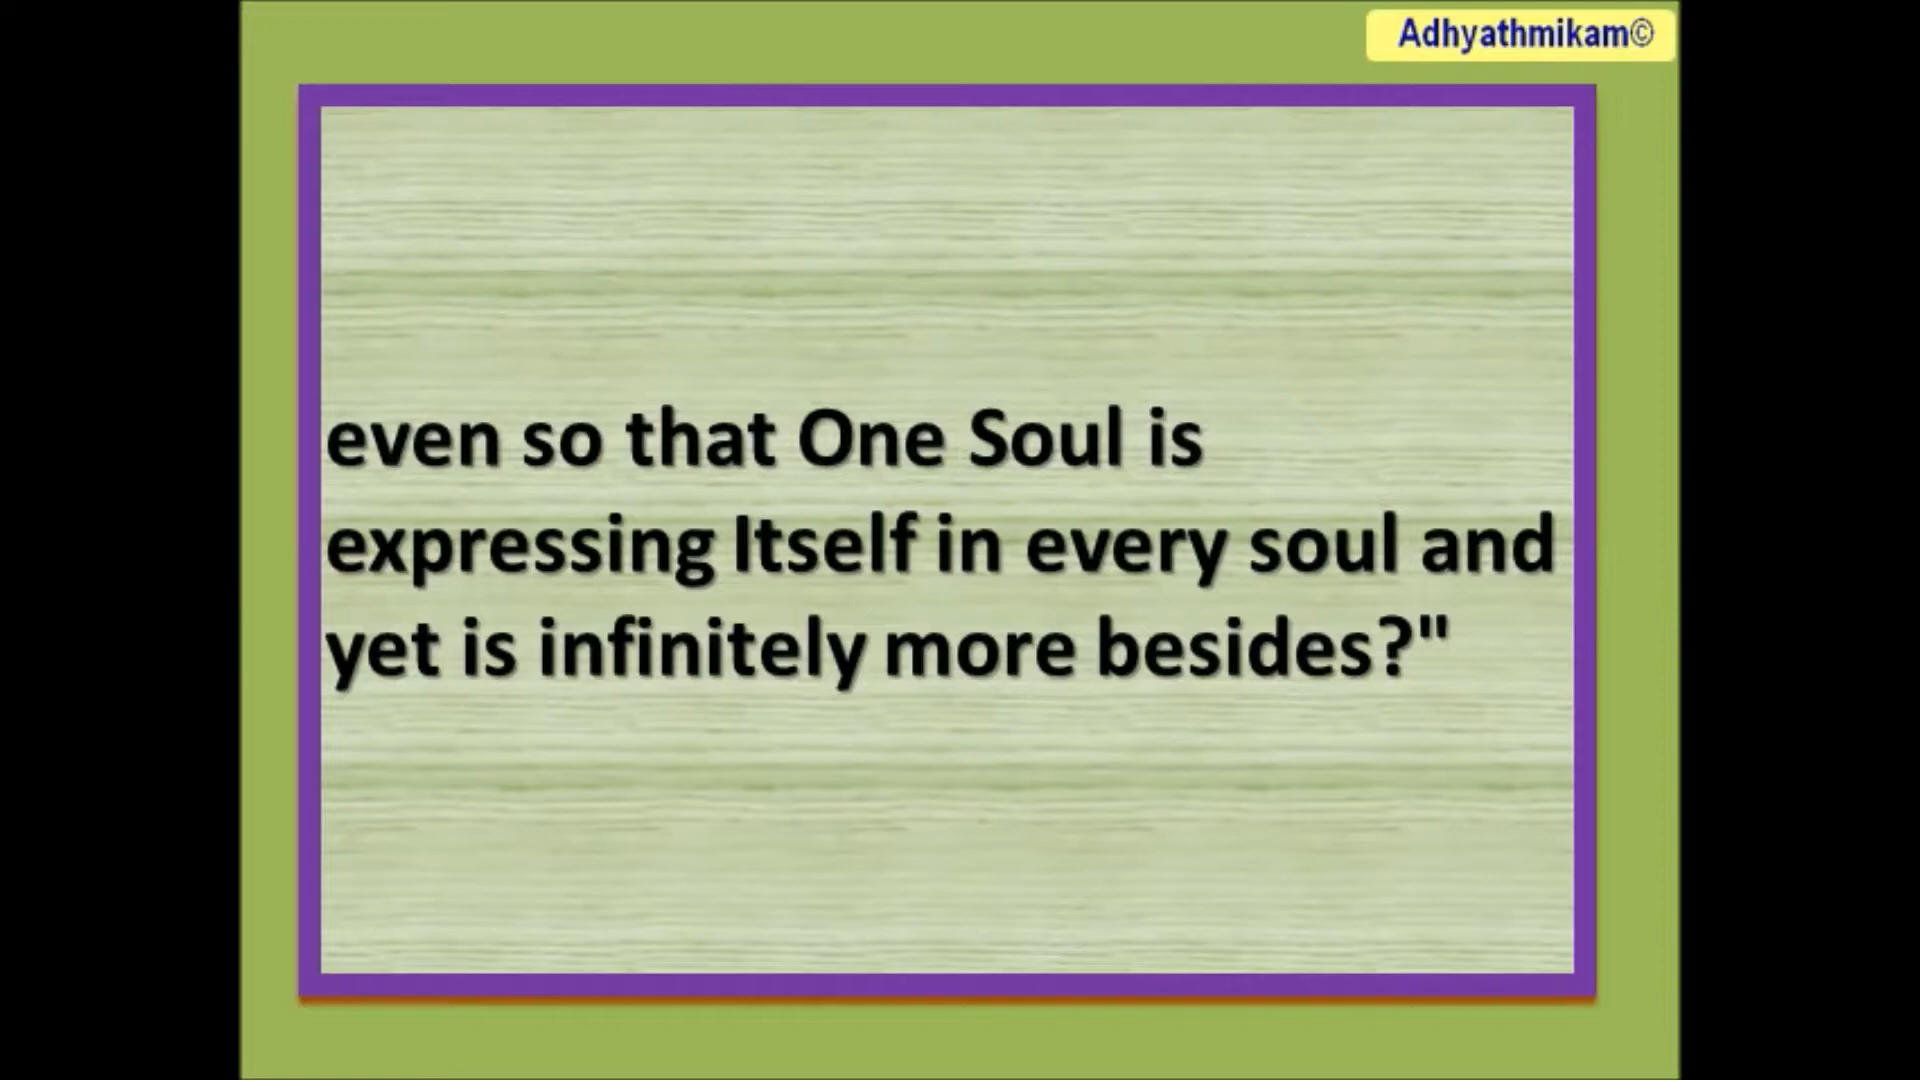 Adhyathmikam©
even so that One Soul is
expressing Itself in every soul and
yet is infinitely more besides?"